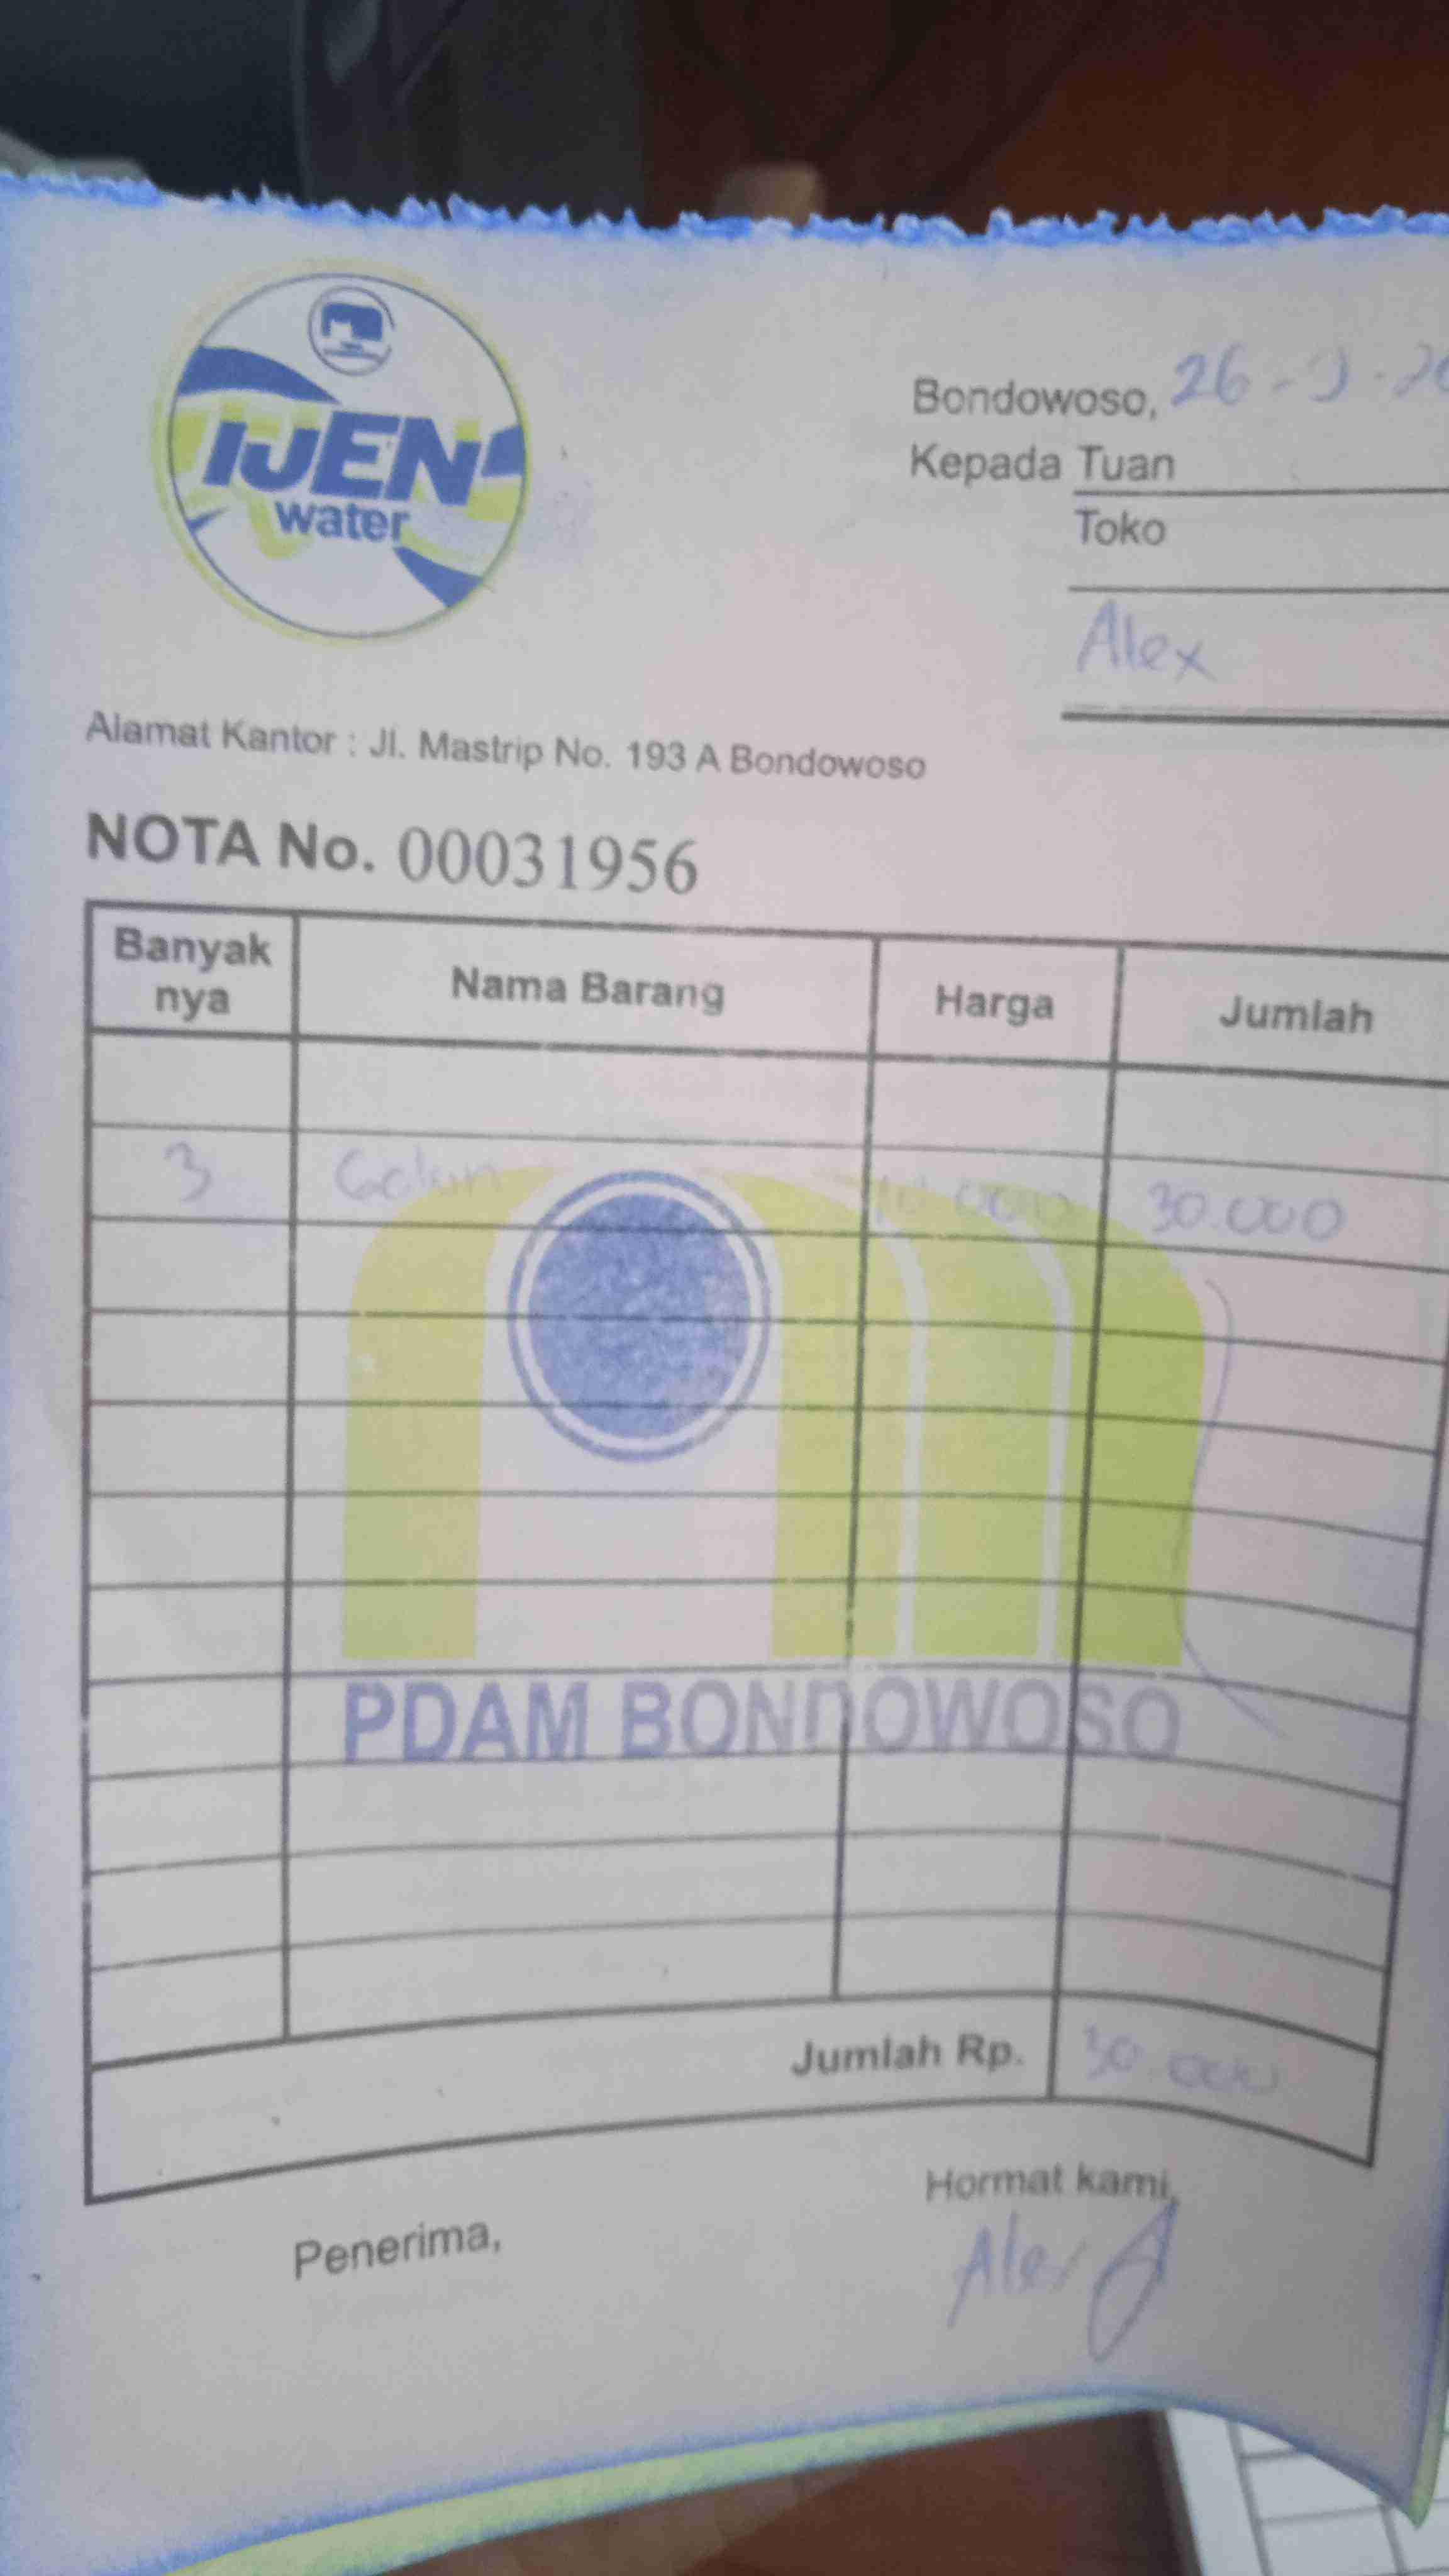 IJEN
water
Bondowoso, 26
Kepada Tuan
Toko
Alex
Alamat Kantor : Jl. Mastrip No. 193 A Bondowoso
NOTA No. 00031956
Banyak nya Nama Barang Harga Jumlah
3 Galon 10.000 30.000
PDAM BONDOWOSO
Jumlah Rp. 30.000
Hormat kami,
Penerima,
Alex